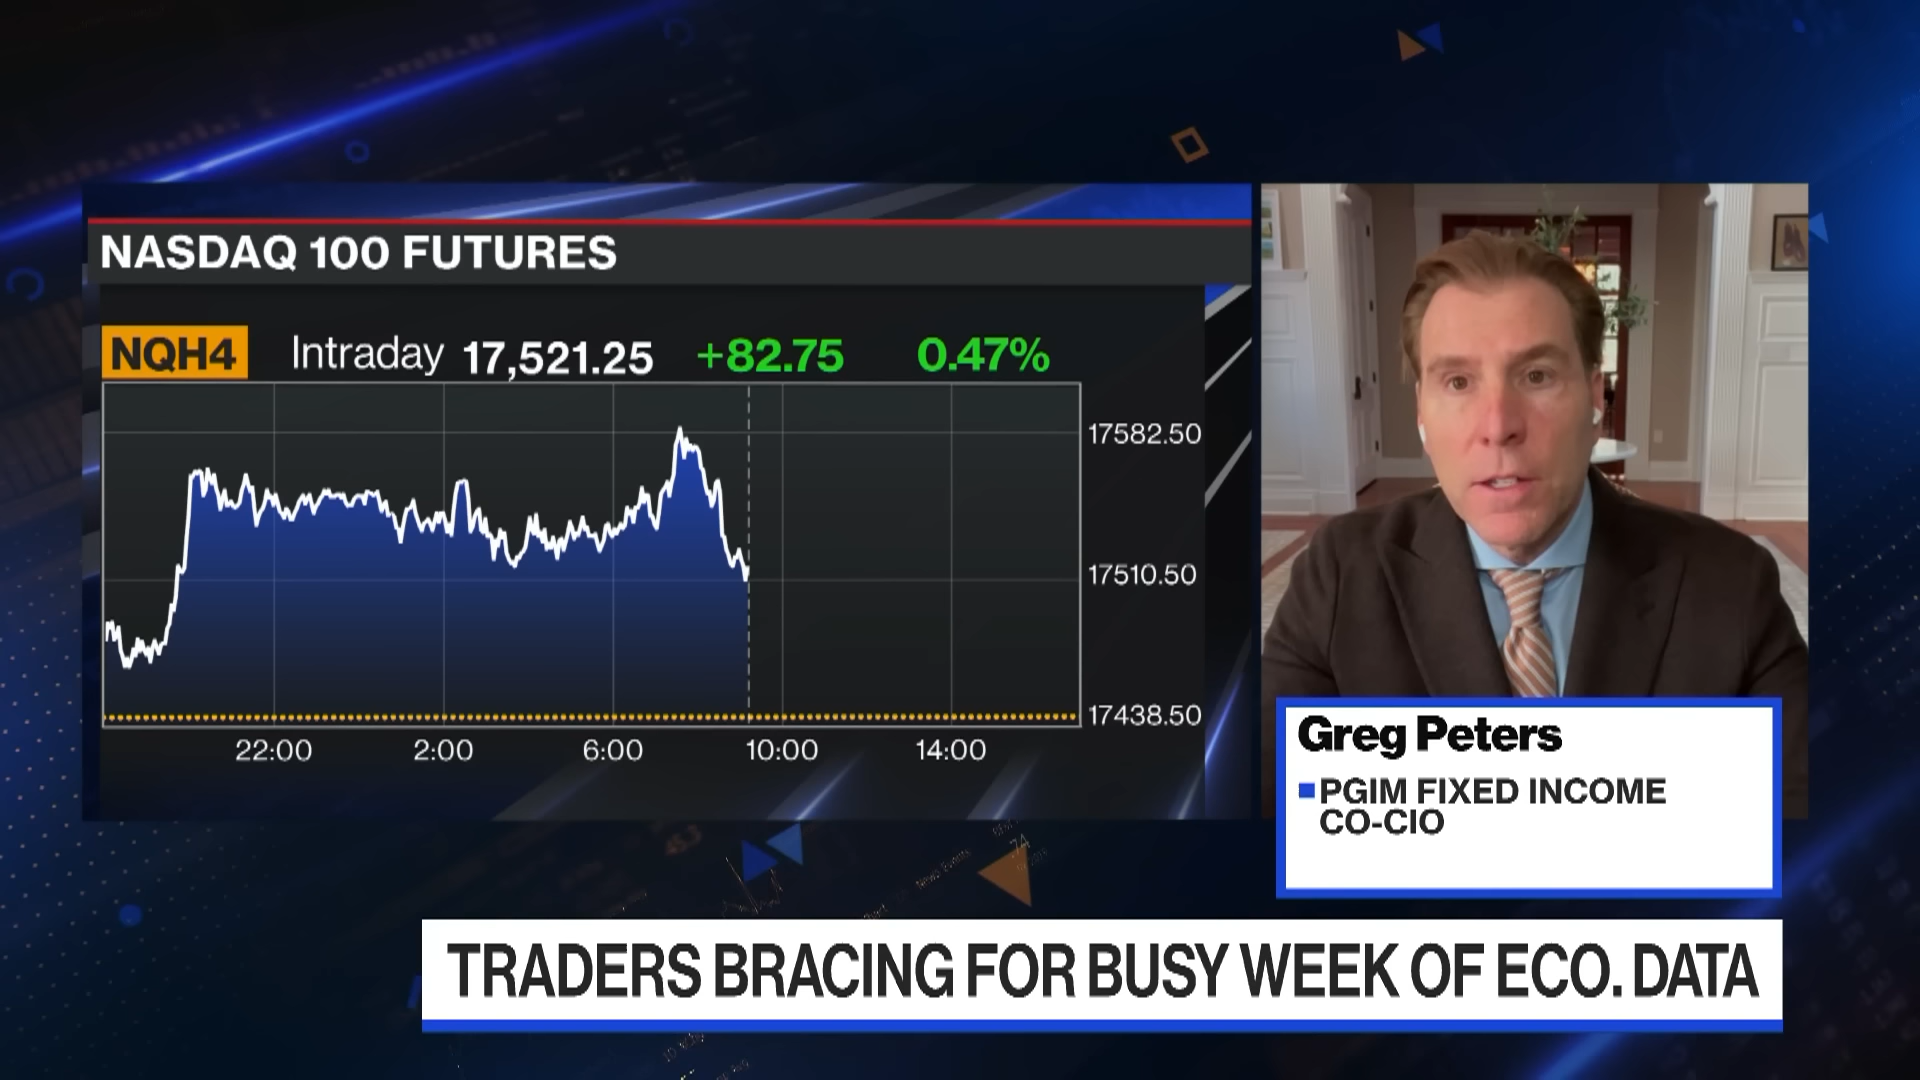 NASDAQ 100 FUTURES
NQH4 Intraday 17,521.25 +82.75 0.47%
17582.50
17510.50
17438.50
22:00 2:00 6:00 10:00 14:00
Greg Peters
PGIM FIXED INCOME
CO-CIO
News Events
TRADERS BRACING FOR BUSY WEEK OF ECO. DATA